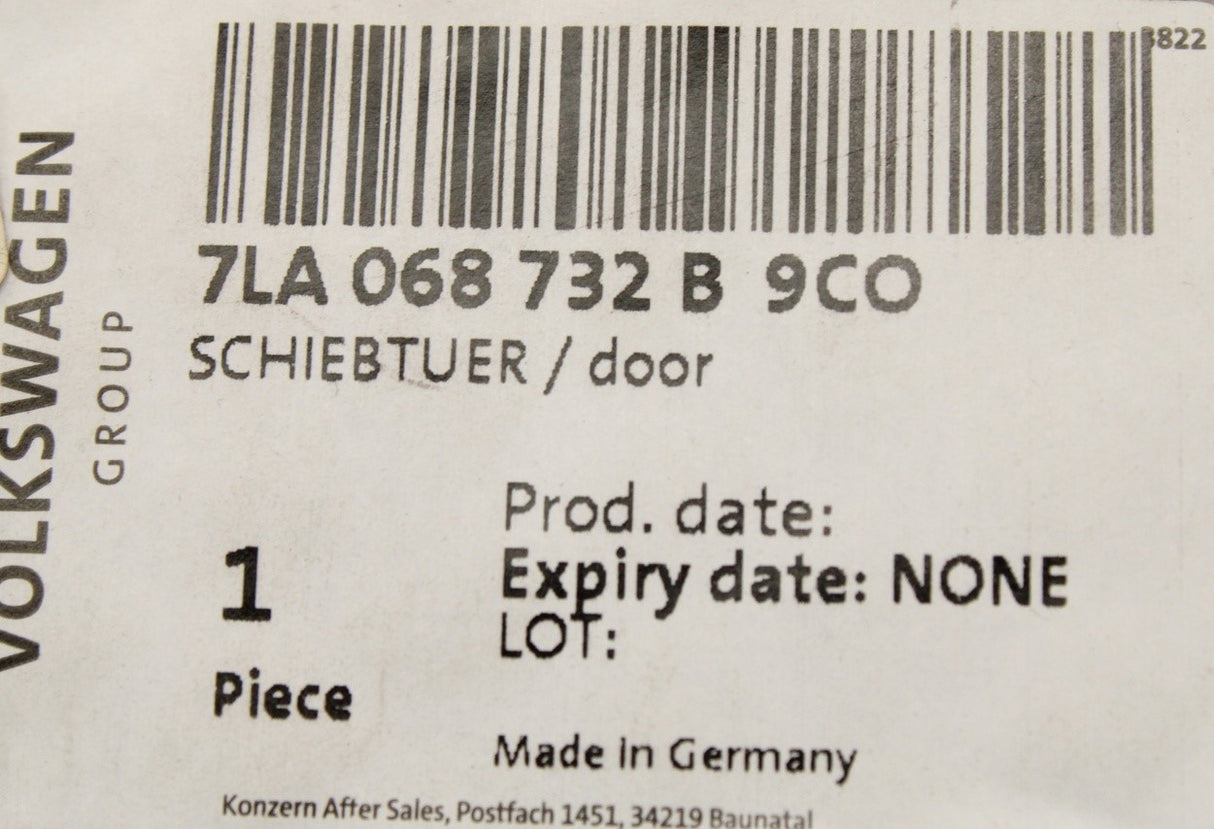 3822
7LA 068 732 B 9CO
SCHIEBTUER / door
VOLKSWAGEN
GROUP
Prod. date:
Expiry date: NONE
LOT:
1
Piece
Made in Germany
Konzern After Sales, Postfach 1451, 34219 Baunatal